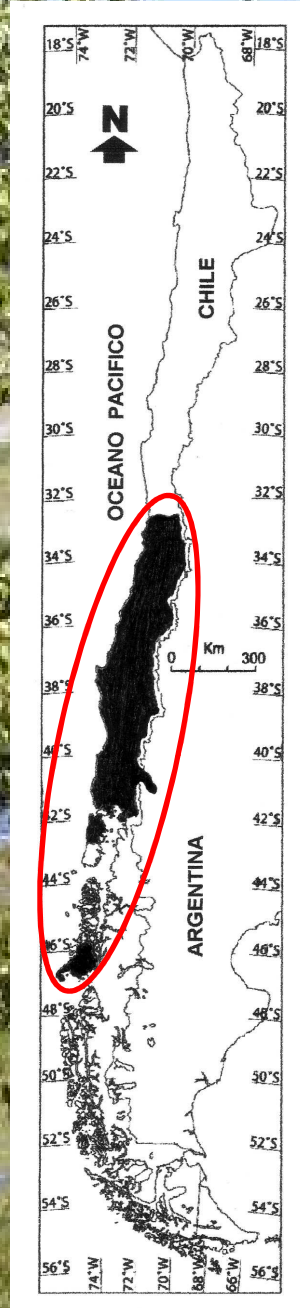 74°W 72°W 70°W 68°W
18°S 18°S
N
20°S 20°S
22°S 22°S
24°S 24°S
CHILE
26°S 26°S
28°S 28°S
OCEANO PACIFICO
30°S 30°S
32°S 32°S
34°S 34°S
36°S 36°S
Km
0 300
38°S 38°S
40°S 40°S
42°S 42°S
ARGENTINA
44°S 44°S
46°S 46°S
48°S 48°S
50°S 50°S
52°S 52°S
54°S 54°S
56°S 56°S
74°W 72°W 70°W 68°W 66°W